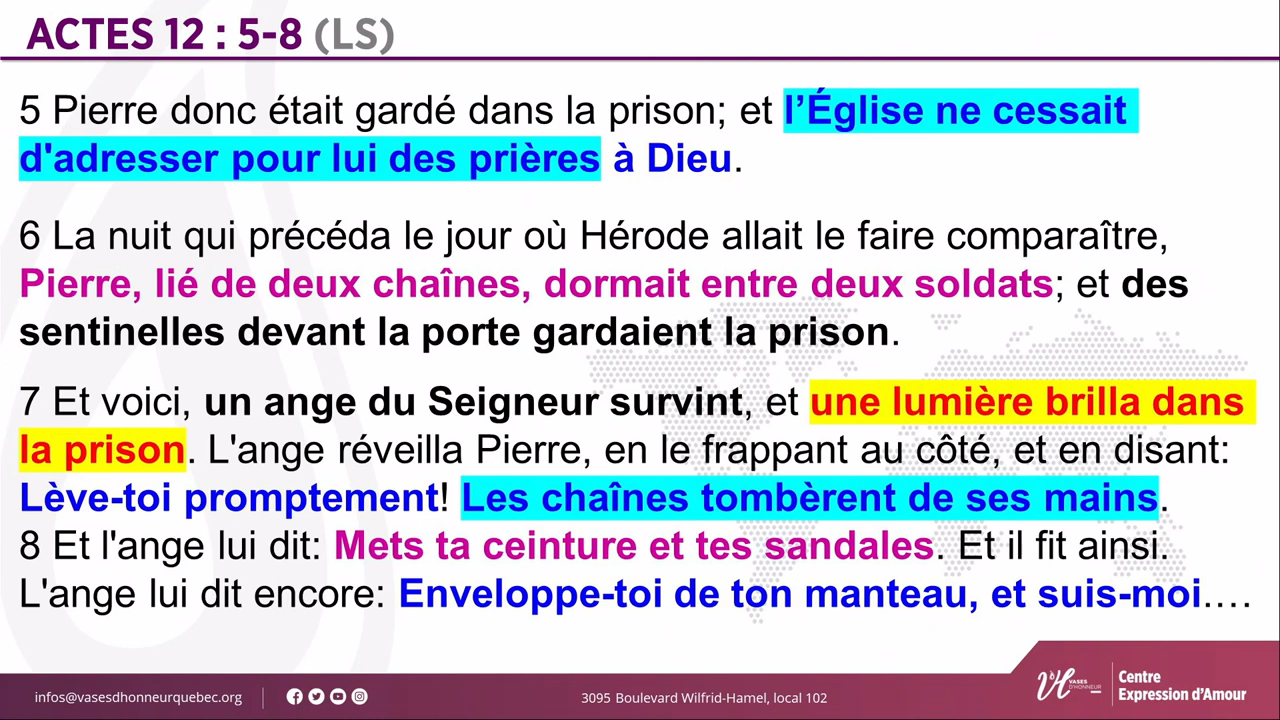 ACTES 12 : 5-8 (LS)
5 Pierre donc était gardé dans la prison; et l’Église ne cessait
d'adresser pour lui des prières à Dieu.
6 La nuit qui précéda le jour où Hérode allait le faire comparaître,
Pierre, lié de deux chaînes, dormait entre deux soldats; et des
sentinelles devant la porte gardaient la prison.
7 Et voici, un ange du Seigneur survint, et une lumière brilla dans
la prison. L'ange réveilla Pierre, en le frappant au côté, et en disant:
Lève-toi promptement! Les chaînes tombèrent de ses mains.
8 Et l'ange lui dit: Mets ta ceinture et tes sandales. Et il fit ainsi.
L'ange lui dit encore: Enveloppe-toi de ton manteau, et suis-moi....
infos@vasesdhonneurquebec.org
3095 Boulevard Wilfrid-Hamel, local 102
VH VASES D'HONNEUR
Centre
Expression d'Amour